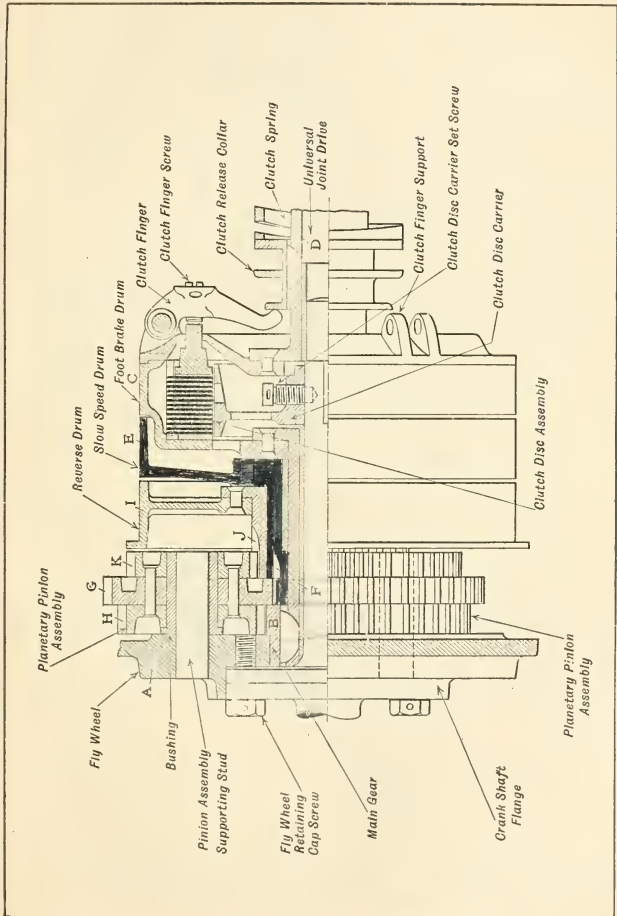 Clutch Finger
Clutch Finger Screw
Clutch Release Collar
Clutch Spring
Universal
Joint Drive
D
Clutch Finger Support
Clutch Disc Carrier Set Screw
Clutch Disc Carrier
Foot Brake Drum
C
Slow Speed Drum
E
Reverse Drum
I
Clutch Disc Assembly
Planetary Pinion
Assembly
K
G
H
J
F
B
Fly Wheel
A
Bushing
Pinion Assembly
Supporting Stud
Fly Wheel
Retaining
Cap Screw
Main Gear
Crank Shaft
Flange
Planetary Pinion
Assembly